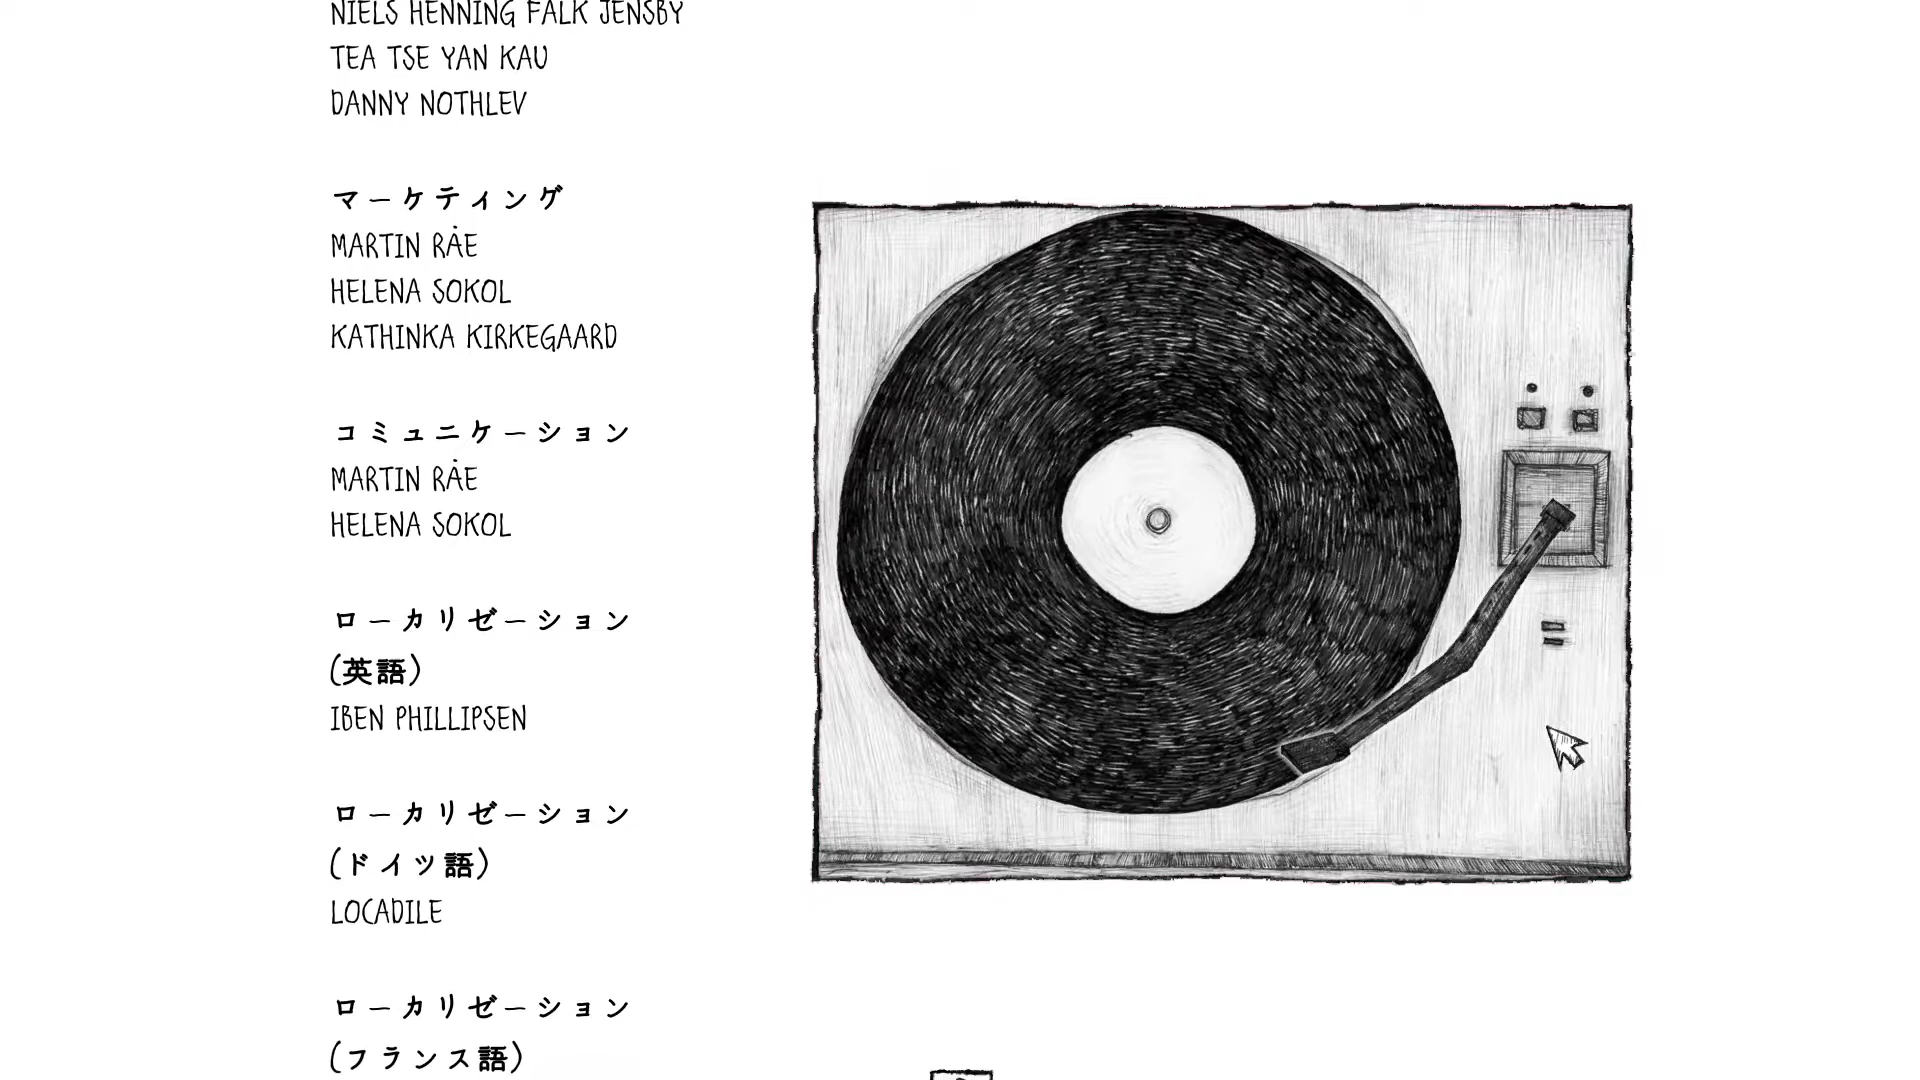 NIELS HENNING FALK JENSBY
TEA TSE YAN KAU
DANNY NOTHLEV
マーケティング
MARTIN RȦE
HELENA SOKOL
KATHINKA KIRKEGAARD
コミュニケーション
MARTIN RȦE
HELENA SOKOL
ローカリゼーション
(英語)
IBEN PHILLIPSEN
ローカリゼーション
(ドイツ語)
LOCADILE
ローカリゼーション
(フランス語)